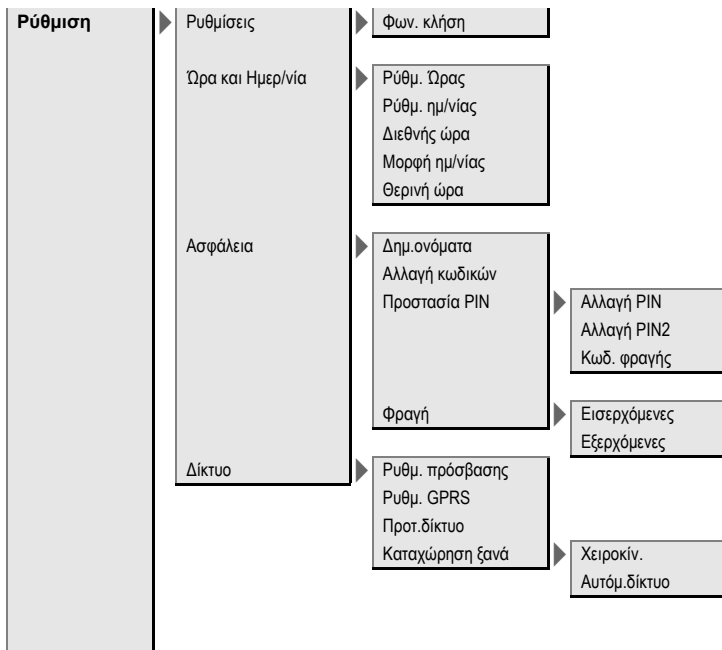 Ρύθμιση
Ρυθμίσεις
Φων. κλήση
Ώρα και Ημερ/νία
Ρύθμ. Ώρας
Ρύθμ. ημ/νίας
Διεθνής ώρα
Μορφή ημ/νίας
Θερινή ώρα
Ασφάλεια
Δημ.ονόματα
Αλλαγή κωδικών
Προστασία PIN
Αλλαγή PIN
Αλλαγή PIN2
Κωδ. φραγής
Φραγή
Εισερχόμενες
Εξερχόμενες
Δίκτυο
Ρυθμ. πρόσβασης
Ρυθμ. GPRS
Προτ.δίκτυο
Καταχώρηση ξανά
Χειροκίν.
Αυτόμ.δίκτυο